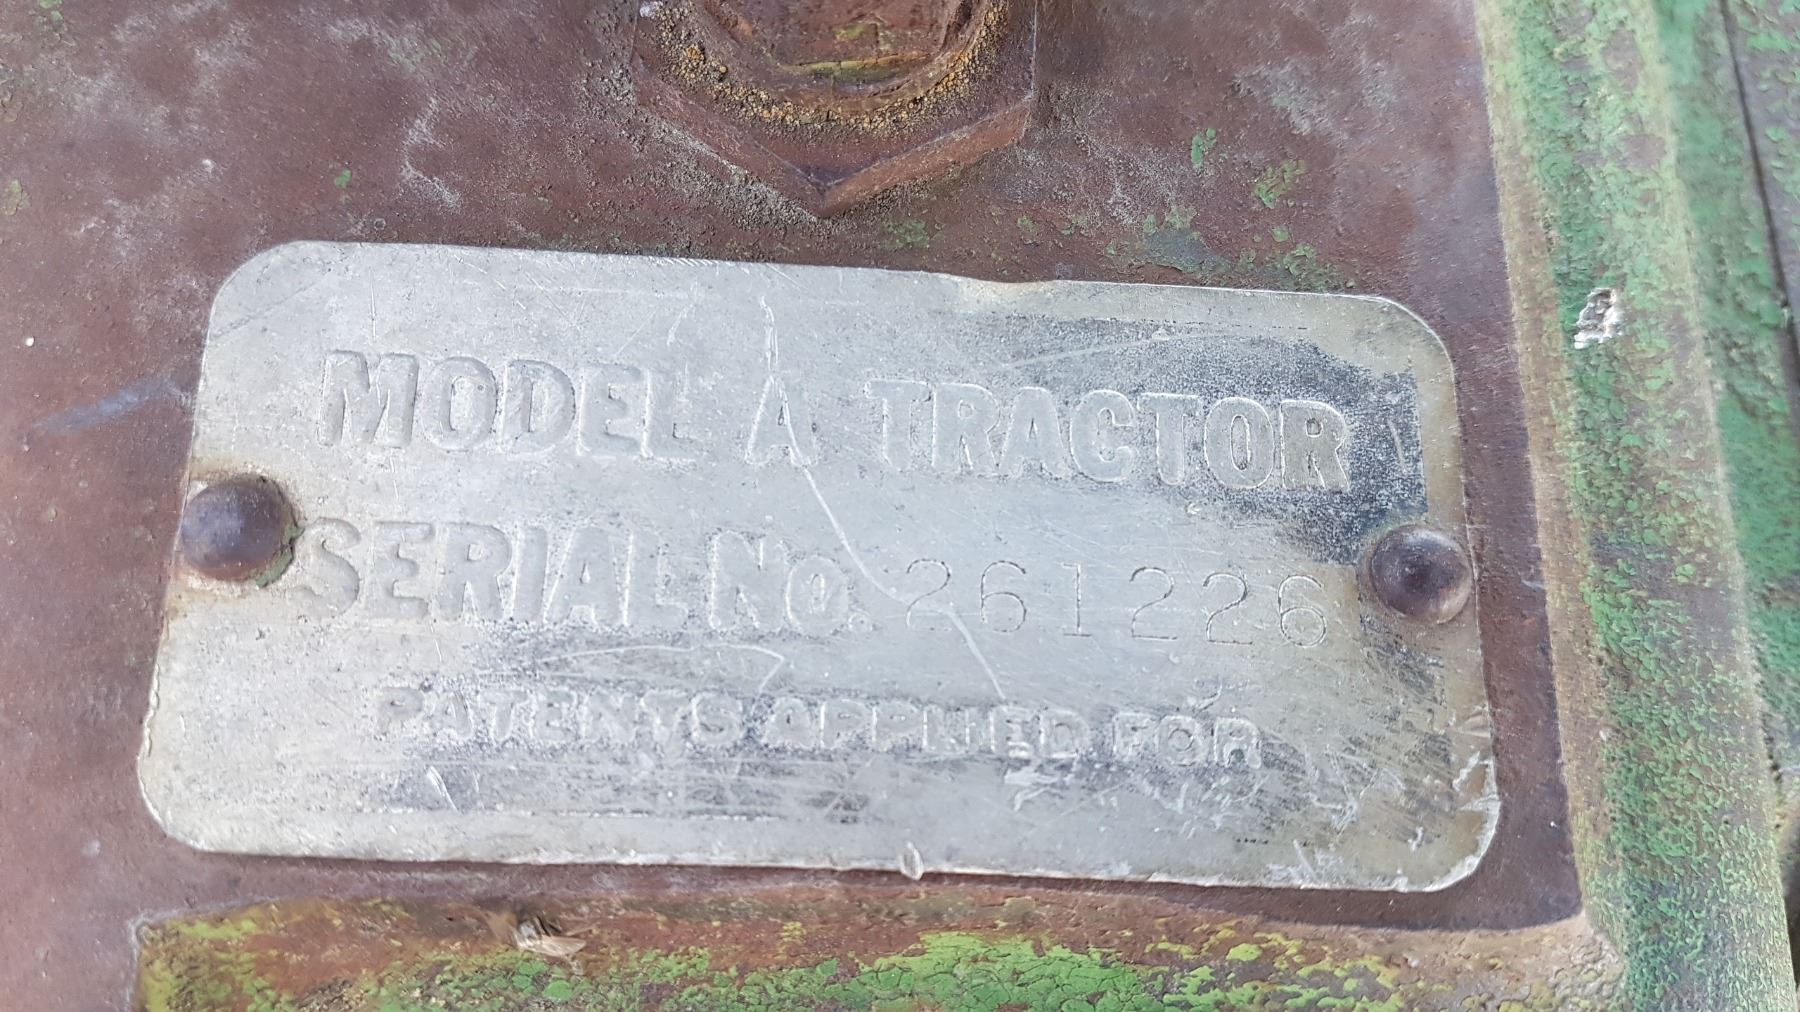 MODEL A TRACTOR
SERIAL No. 261226
PATENTS APPLIED FOR